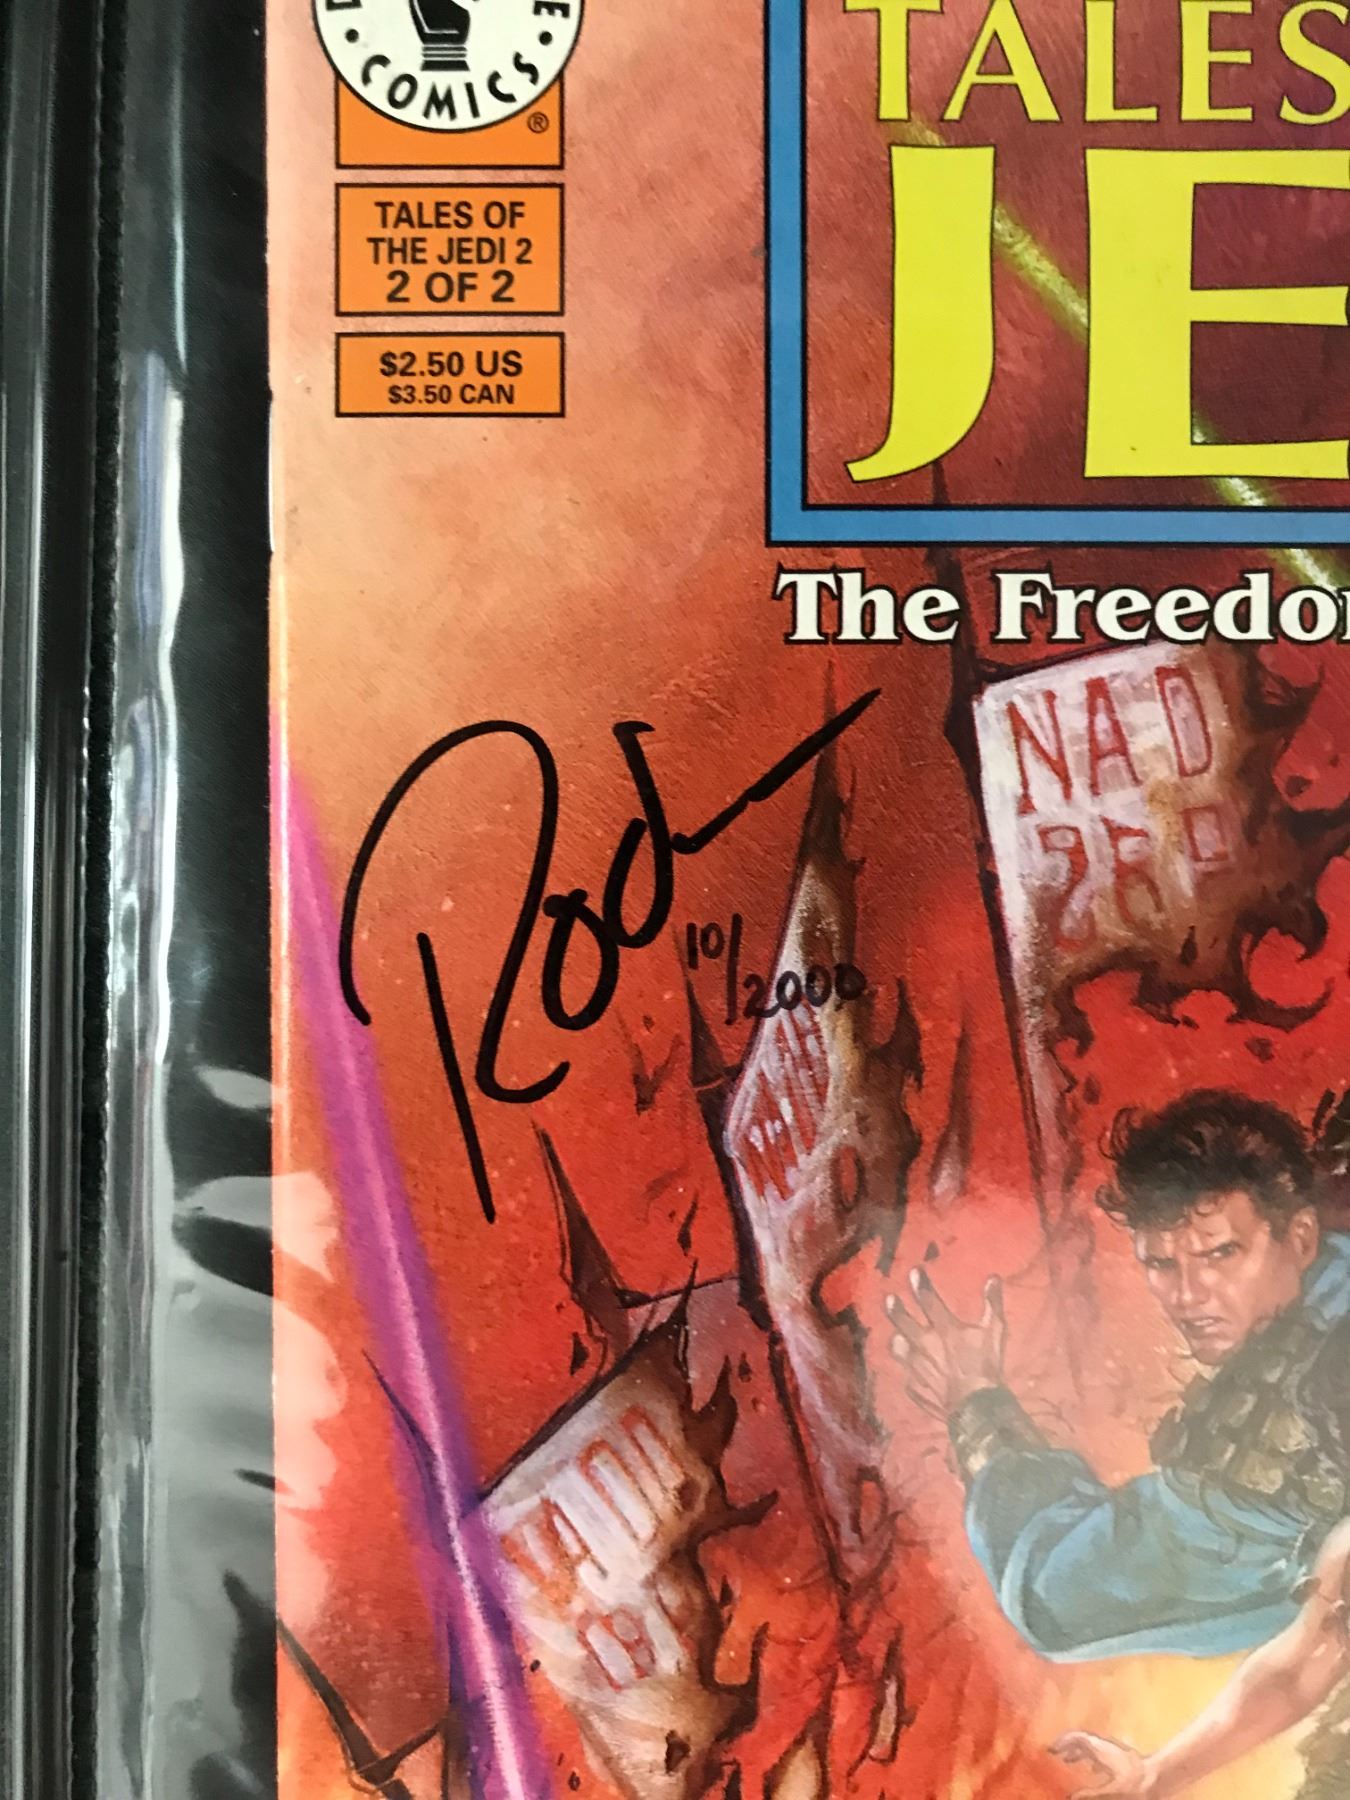 COMICS
®
TALES OF
THE JEDI 2
2 OF 2
$2.50 US
$3.50 CAN
TALES
JE
The Freedo
NAD
10/2000